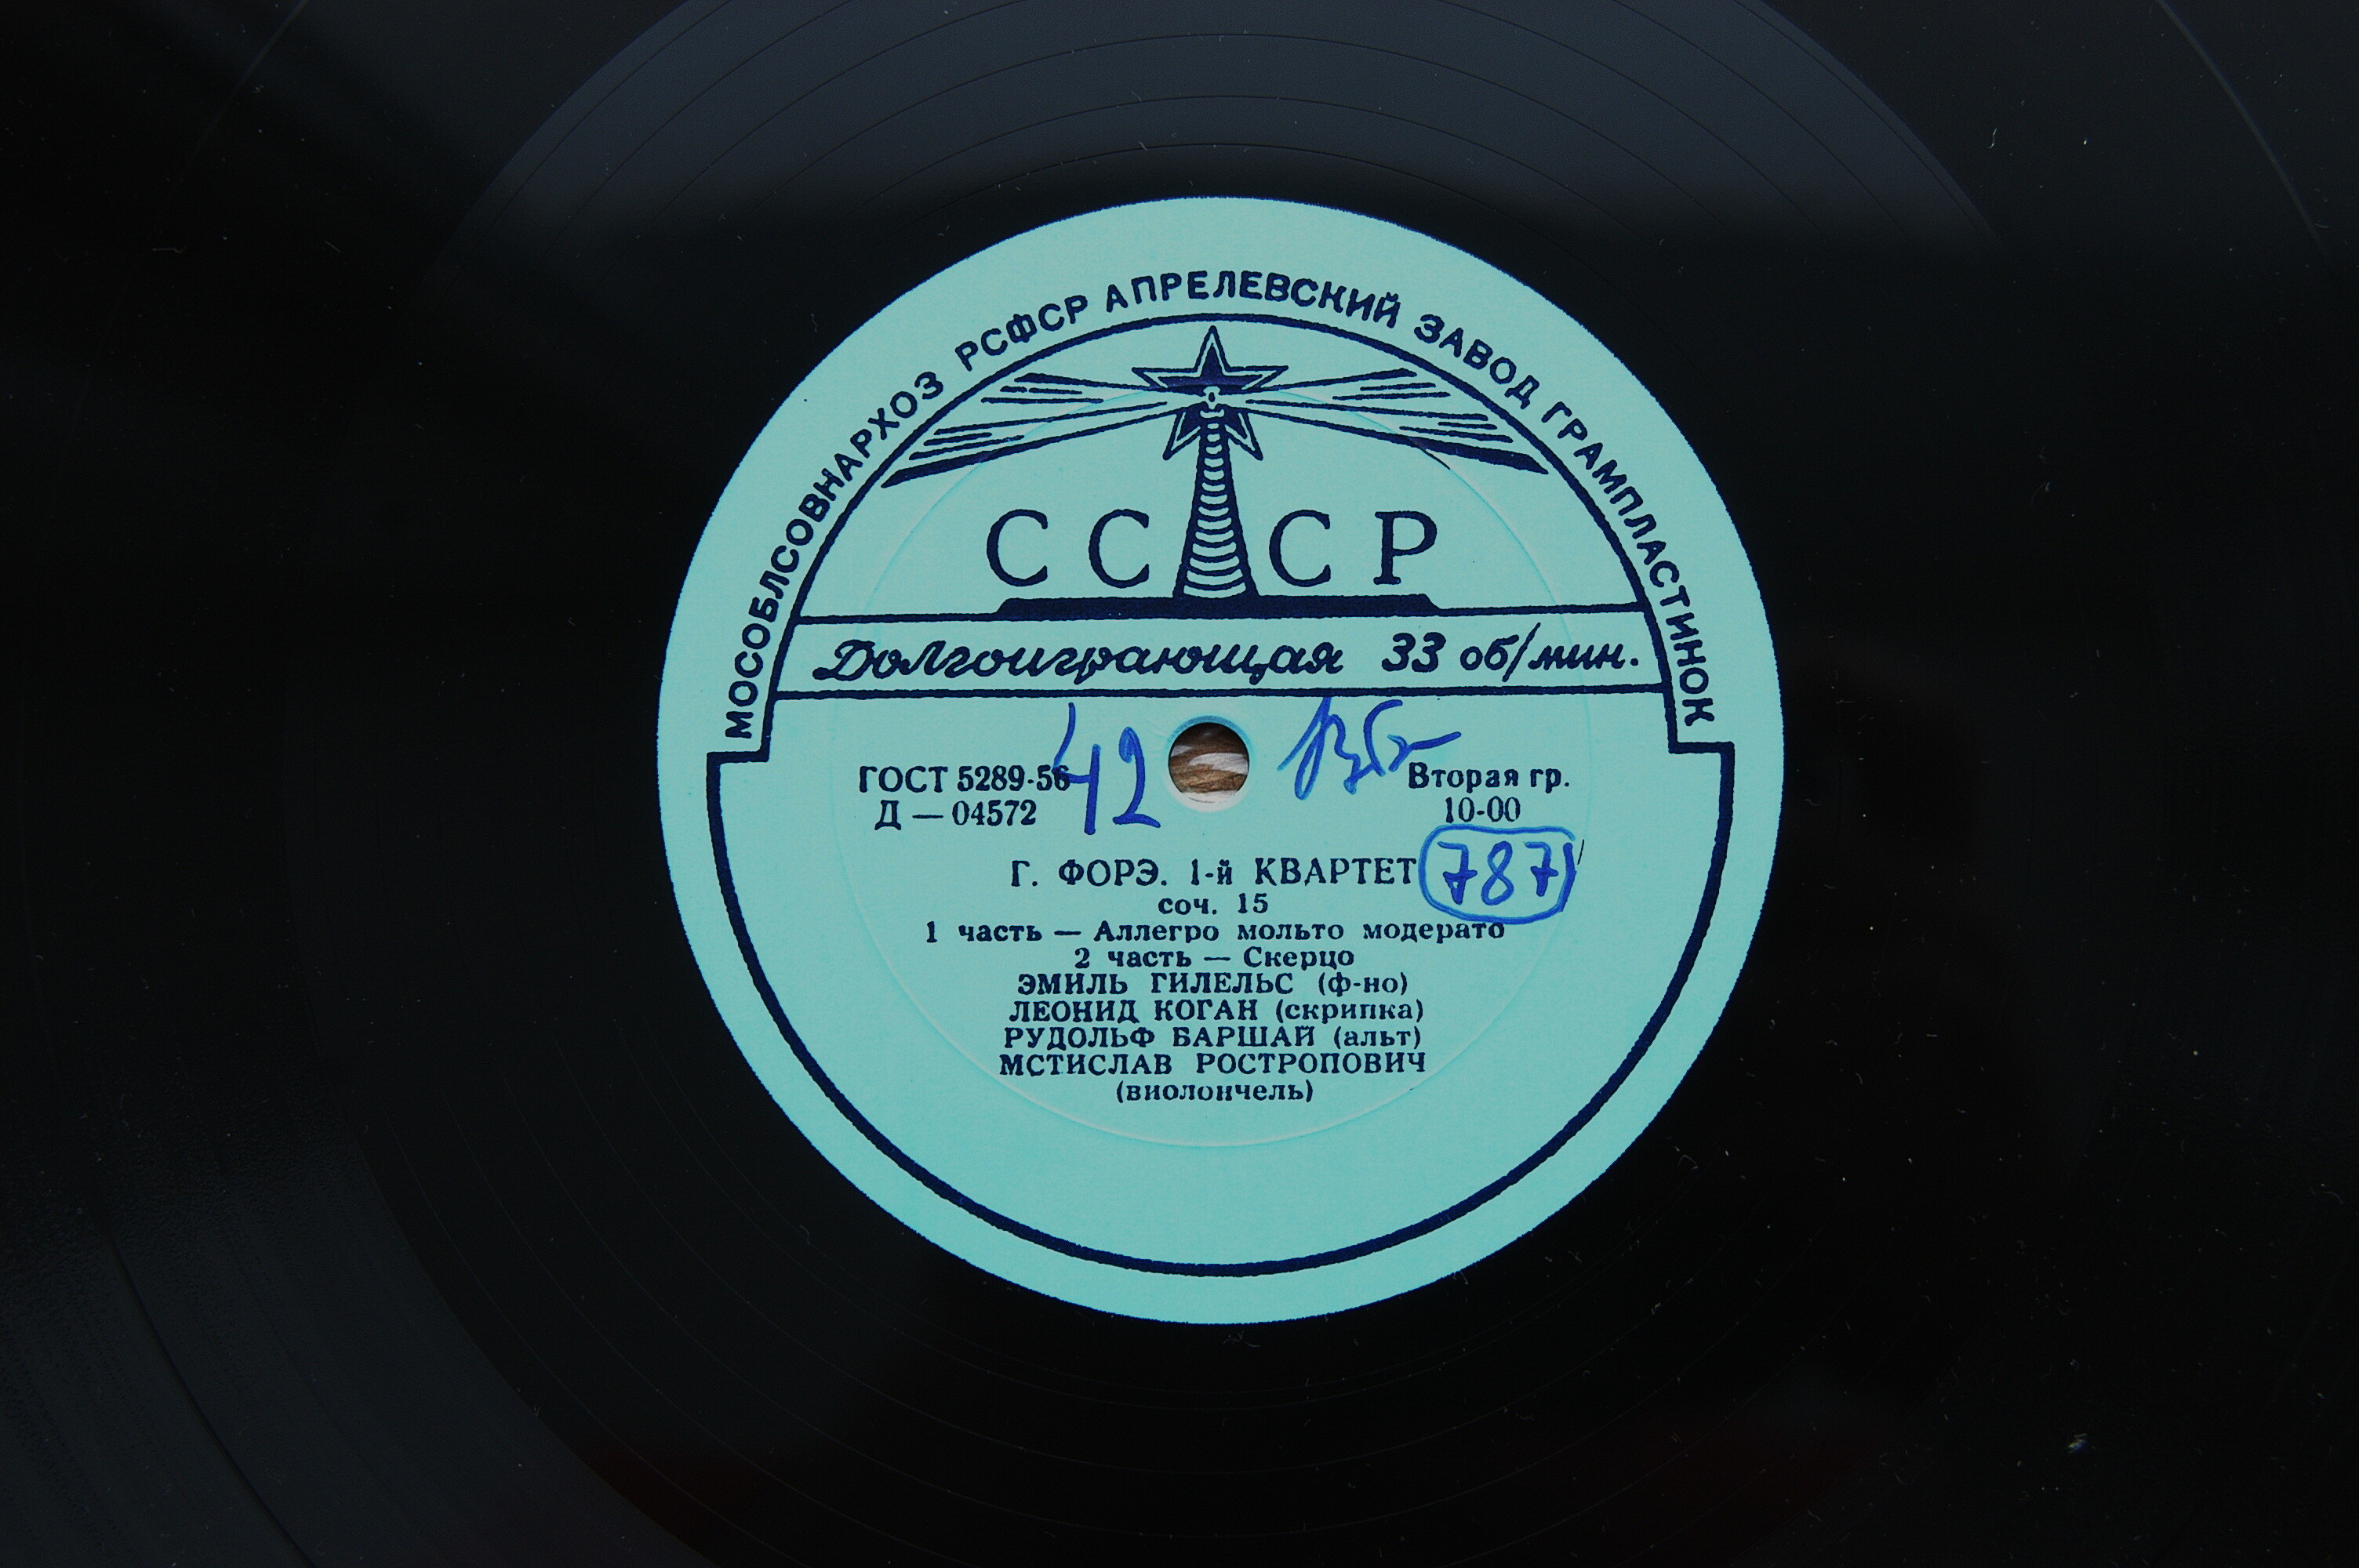 МОСОБЛСОВНАРХОЗ РСФСР АПРЕЛЕВСКИЙ ЗАВОД ГРАМПЛАСТИНОК
СССР
Долгоиграющая 33 об/мин.
42
ГОСТ 5289-56
Д — 04572
Вторая гр.
10-00
787
Г. ФОРЭ. 1-й КВАРТЕТ
соч. 15
1 часть — Аллегро мольто модерато
2 часть — Скерцо
ЭМИЛЬ ГИЛЕЛЬС (ф-но)
ЛЕОНИД КОГАН (скрипка)
РУДОЛЬФ БАРШАЙ (альт)
МСТИСЛАВ РОСТРОПОВИЧ
(виолончель)